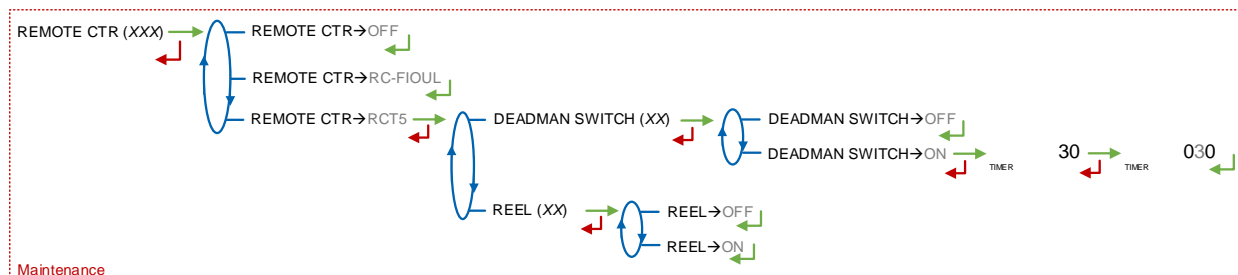 REMOTE CTR (XXX)
REMOTE CTR→OFF
REMOTE CTR→RC-FIOUL
REMOTE CTR→RCT5
DEADMAN SWITCH (XX)
DEADMAN SWITCH→OFF
DEADMAN SWITCH→ON
TIMER 30
TIMER 030
REEL (XX)
REEL→OFF
REEL→ON
Maintenance